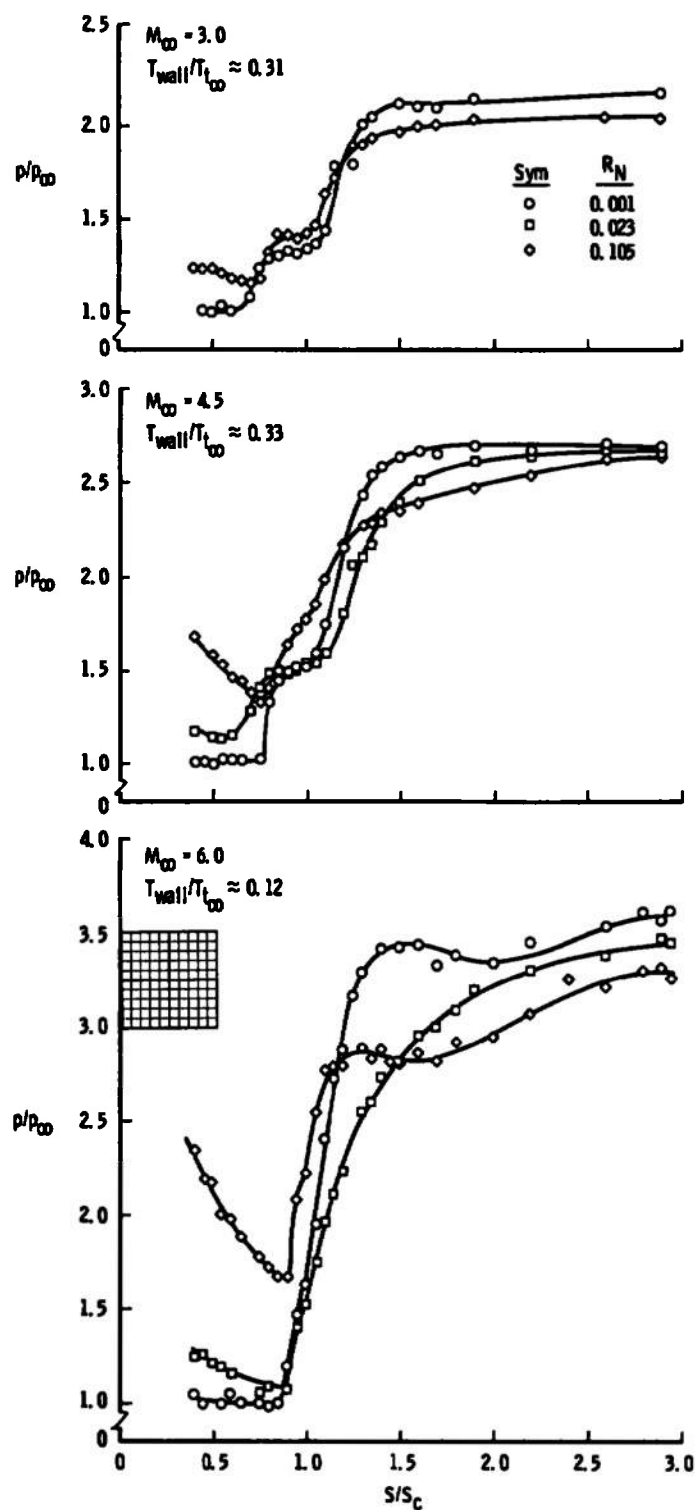 2.5
M∞ = 3.0
Twall/Tt∞ ≈ 0.31
2.0
p/p∞
Sym RN
○ 0.001
□ 0.023
◇ 0.105
1.5
1.0
0
3.0
M∞ = 4.5
Twall/Tt∞ ≈ 0.33
2.5
p/p∞
2.0
1.5
1.0
0
4.0
M∞ = 6.0
Twall/Tt∞ ≈ 0.12
3.5
3.0
p/p∞
2.5
2.0
1.5
1.0
0
0 0.5 1.0 1.5 2.0 2.5 3.0
S/SC